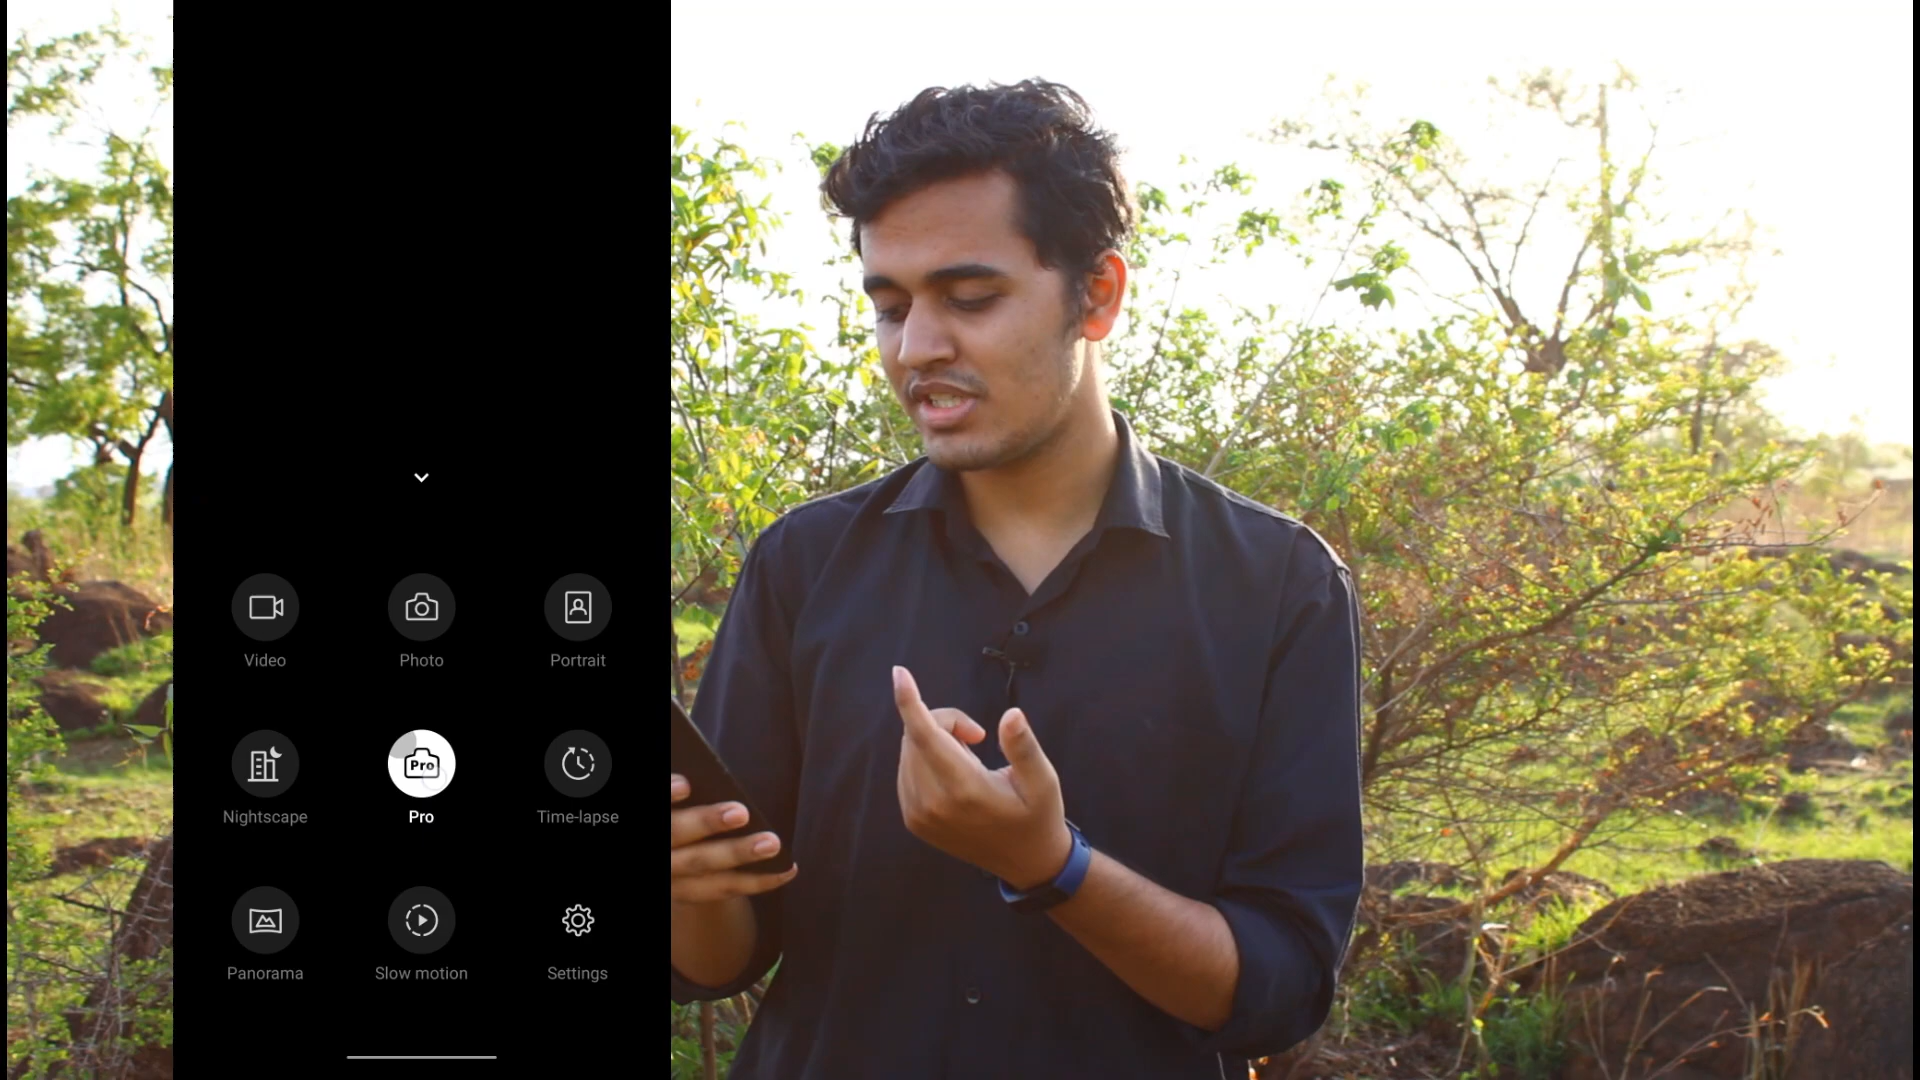 Video Photo Portrait
Pro
Nightscape Pro Time-lapse
Panorama Slow motion Settings